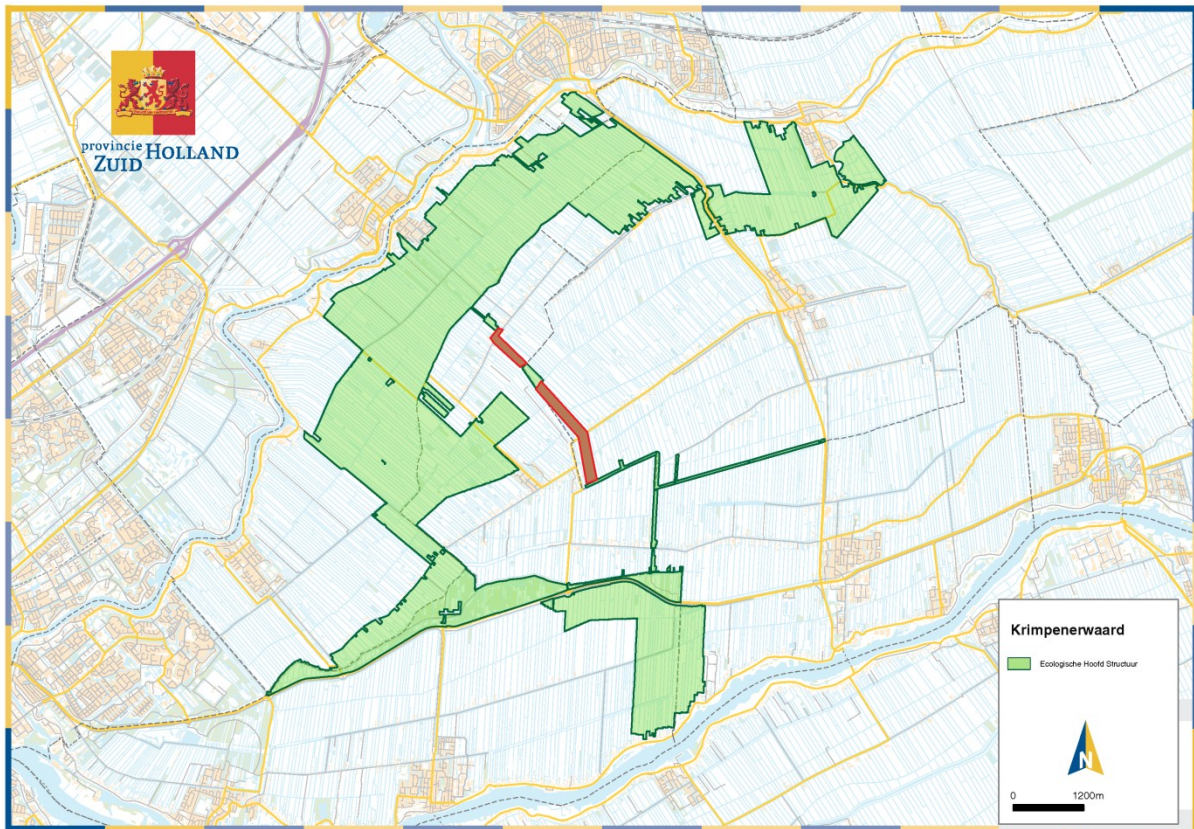 provincie
ZUID HOLLAND
Krimpenerwaard
Ecologische Hoofd Structuur
N
0 1200m